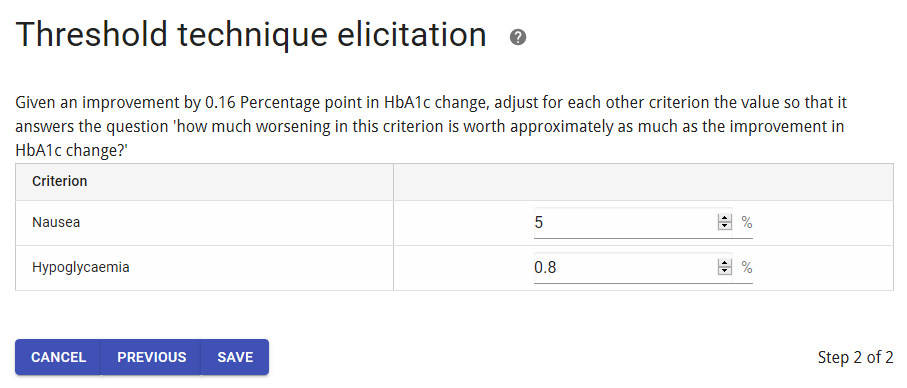 Threshold technique elicitation ?
Given an improvement by 0.16 Percentage point in HbA1c change, adjust for each other criterion the value so that it
answers the question 'how much worsening in this criterion is worth approximately as much as the improvement in
HbA1c change?'
Criterion
Nausea 5 %
Hypoglycaemia 0.8 %
CANCEL PREVIOUS SAVE Step 2 of 2